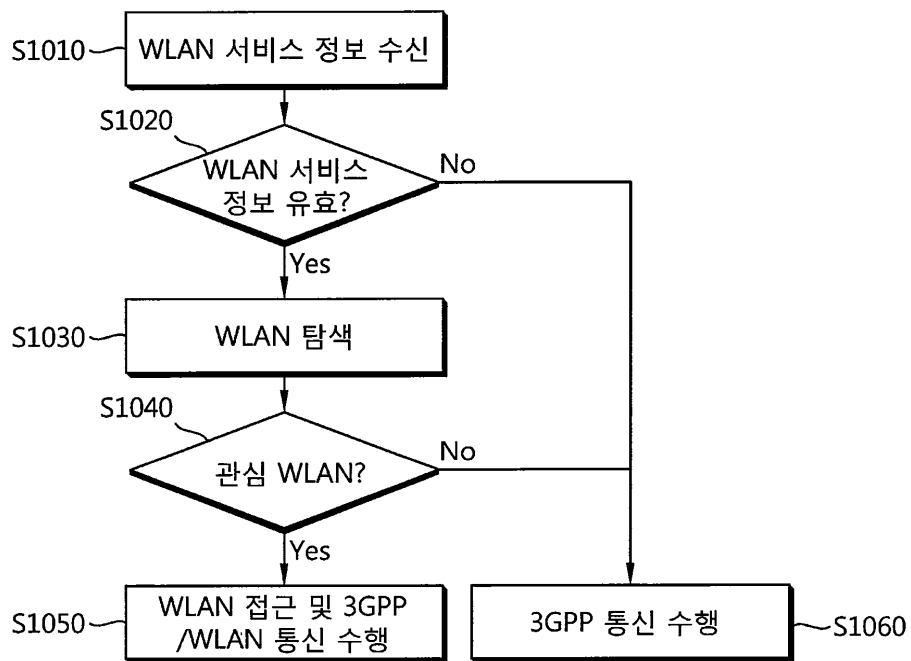 S1010
WLAN 서비스 정보 수신
S1020
WLAN 서비스
정보 유효?
No
Yes
S1030
WLAN 탐색
S1040
관심 WLAN?
No
Yes
S1050
WLAN 접근 및 3GPP
/WLAN 통신 수행
3GPP 통신 수행
S1060